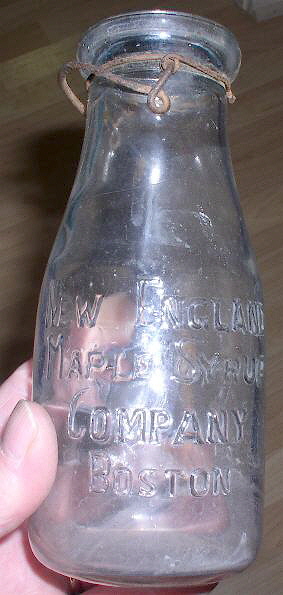 NEW ENGLAND
MAPLE SYRUP
COMPANY
BOSTON